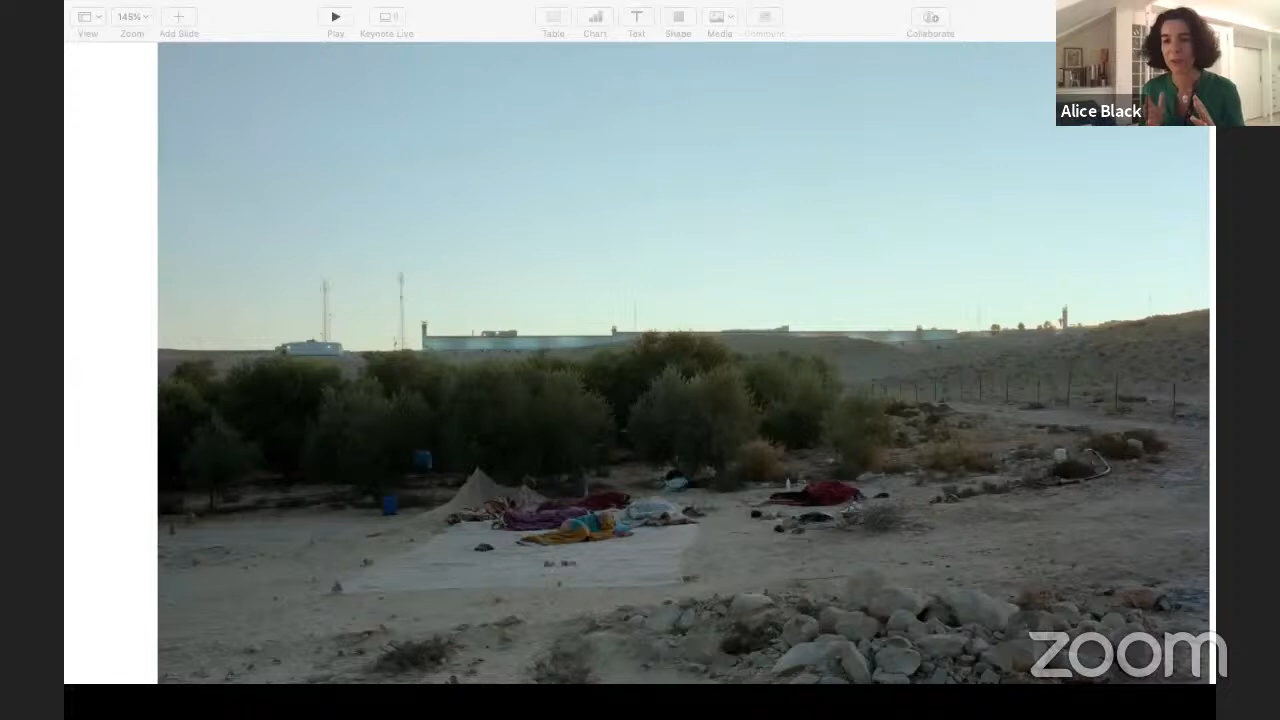 145%
View
Zoom
Add Slide
Play
Keynote Live
Table
Chart
Text
Shape
Media
Comment
Collaborate
Alice Black
zoom